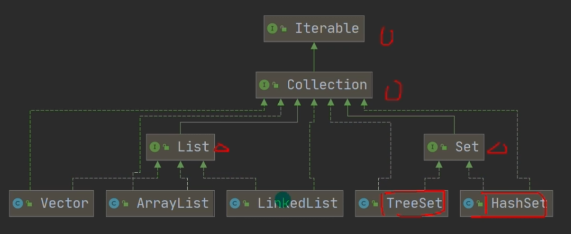 Iterable
Collection
List
Set
Vector
ArrayList
LinkedList
TreeSet
HashSet